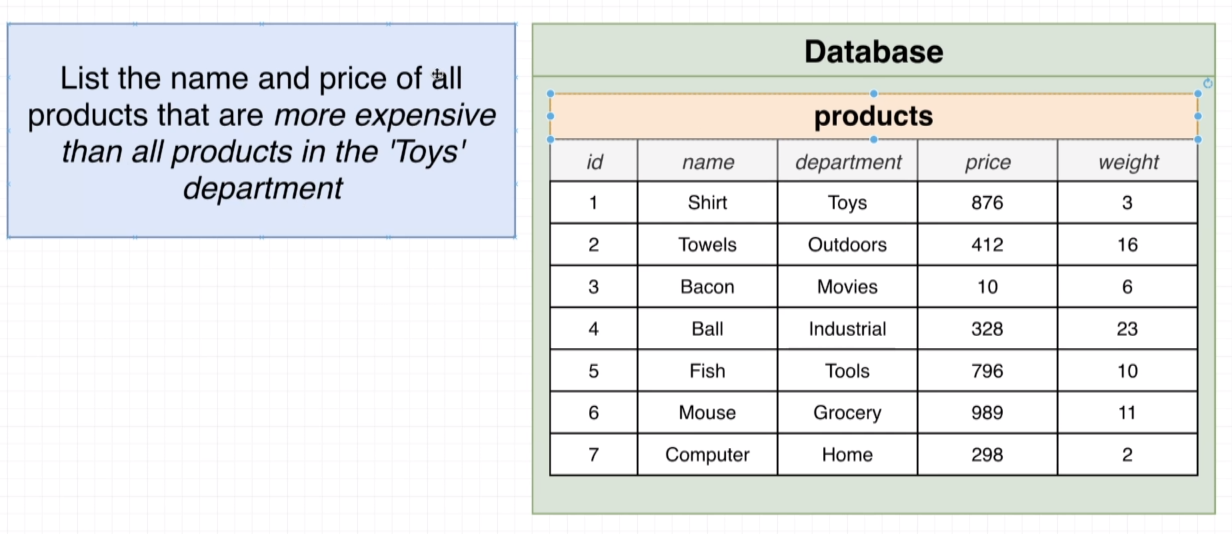 List the name and price of all
products that are more expensive
than all products in the 'Toys'
department
Database
products
id name department price weight
1 Shirt Toys 876 3
2 Towels Outdoors 412 16
3 Bacon Movies 10 6
4 Ball Industrial 328 23
5 Fish Tools 796 10
6 Mouse Grocery 989 11
7 Computer Home 298 2